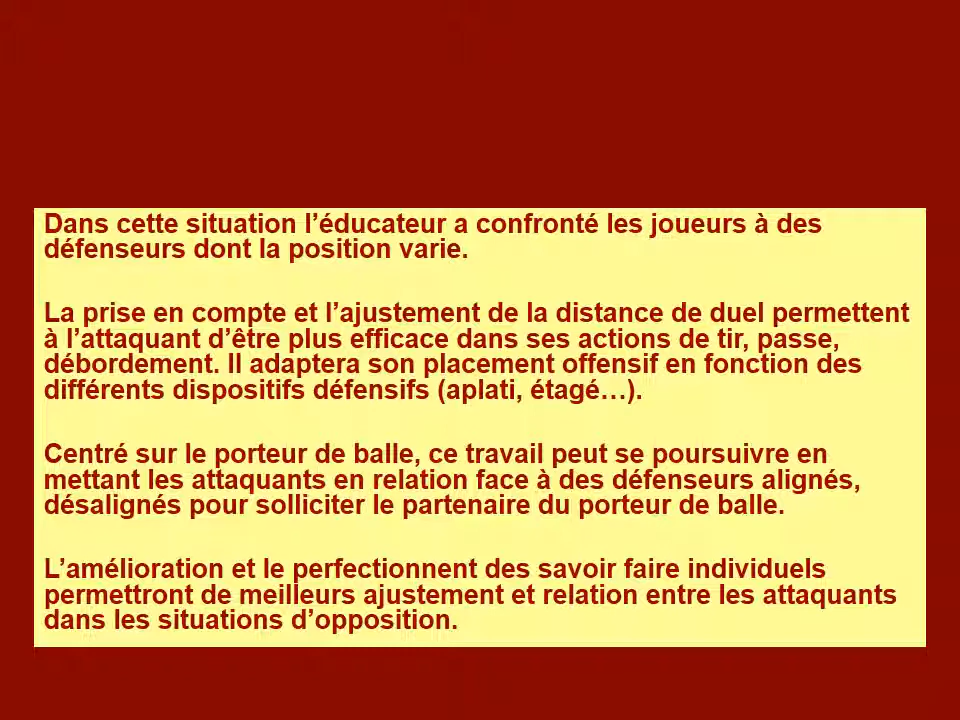 Dans cette situation l’éducateur a confronté les joueurs à des
défenseurs dont la position varie.
La prise en compte et l’ajustement de la distance de duel permettent
à l’attaquant d’être plus efficace dans ses actions de tir, passe,
débordement. Il adaptera son placement offensif en fonction des
différents dispositifs défensifs (aplati, étagé…).
Centré sur le porteur de balle, ce travail peut se poursuivre en
mettant les attaquants en relation face à des défenseurs alignés,
désalignés pour solliciter le partenaire du porteur de balle.
L’amélioration et le perfectionnent des savoir faire individuels
permettront de meilleurs ajustement et relation entre les attaquants
dans les situations d’opposition.